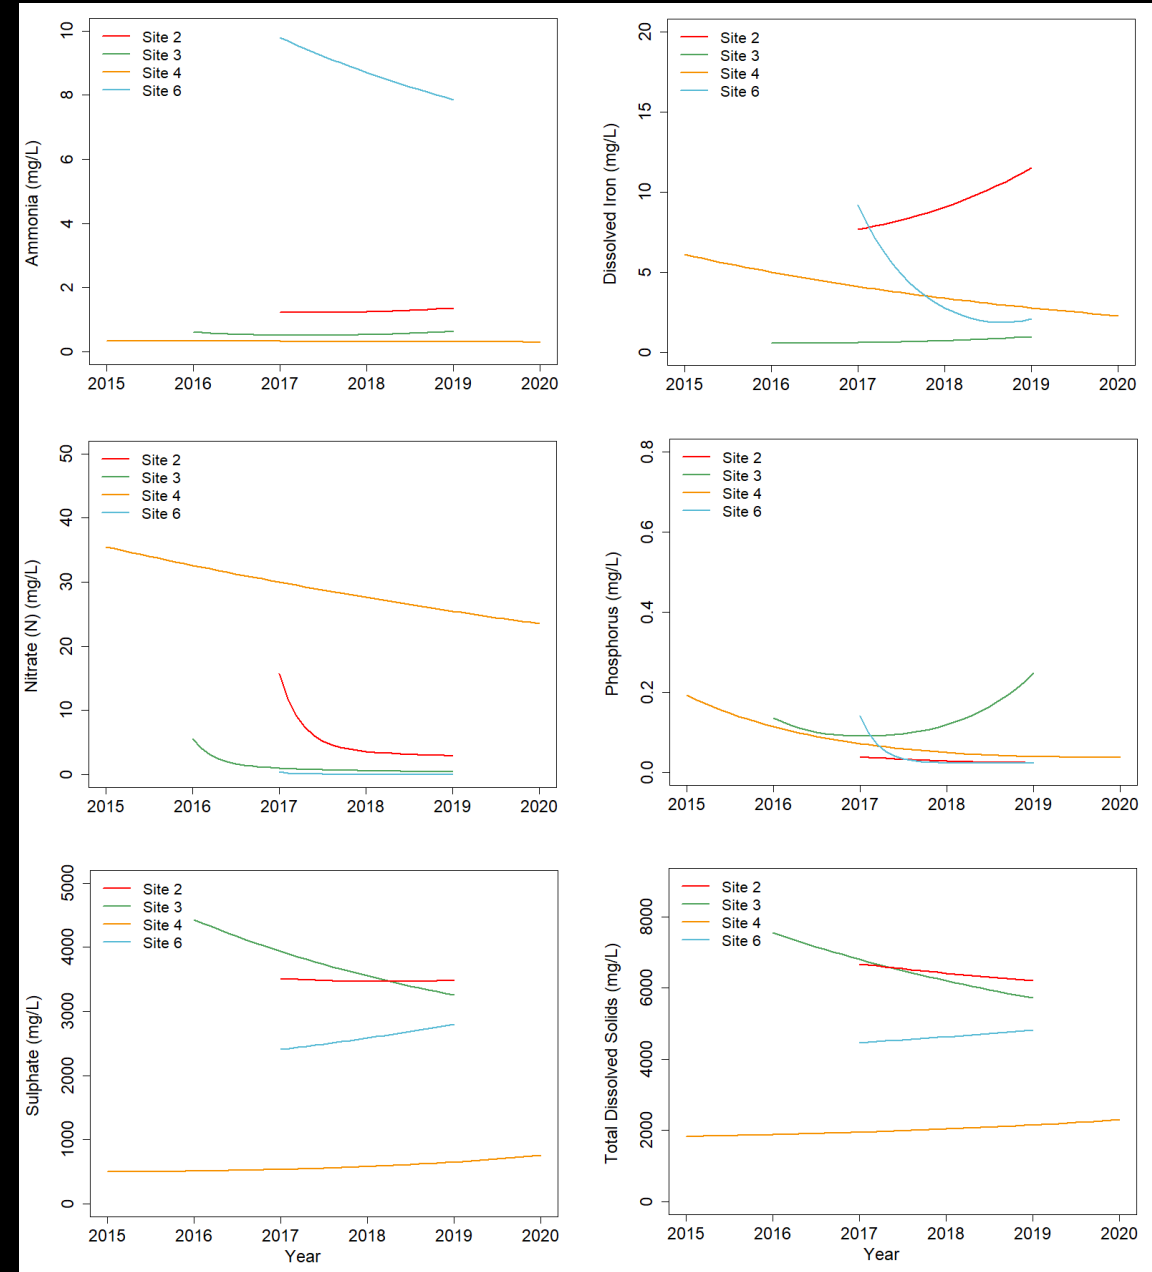 Ammonia (mg/L)
10
8
6
4
2
0
Site 2
Site 3
Site 4
Site 6
2015 2016 2017 2018 2019 2020
Dissolved Iron (mg/L)
20
15
10
5
0
Site 2
Site 3
Site 4
Site 6
2015 2016 2017 2018 2019 2020
Nitrate (N) (mg/L)
50
40
30
20
10
0
Site 2
Site 3
Site 4
Site 6
2015 2016 2017 2018 2019 2020
Phosphorus (mg/L)
0.8
0.6
0.4
0.2
0.0
Site 2
Site 3
Site 4
Site 6
2015 2016 2017 2018 2019 2020
Sulphate (mg/L)
5000
4000
3000
2000
1000
0
Site 2
Site 3
Site 4
Site 6
2015 2016 2017 2018 2019 2020
Year
Total Dissolved Solids (mg/L)
8000
6000
4000
2000
0
Site 2
Site 3
Site 4
Site 6
2015 2016 2017 2018 2019 2020
Year